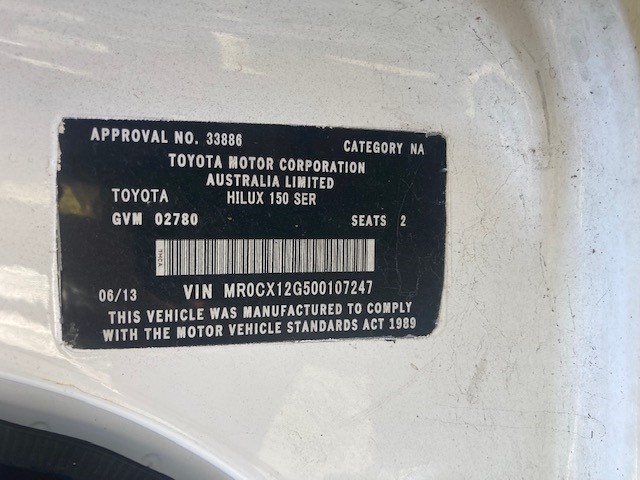 APPROVAL NO. 33886 CATEGORY NA
TOYOTA MOTOR CORPORATION
AUSTRALIA LIMITED
TOYOTA HILUX 150 SER
GVM 02780 SEATS 2
THCA
06/13 VIN MR0CX12G500107247
THIS VEHICLE WAS MANUFACTURED TO COMPLY
WITH THE MOTOR VEHICLE STANDARDS ACT 1989